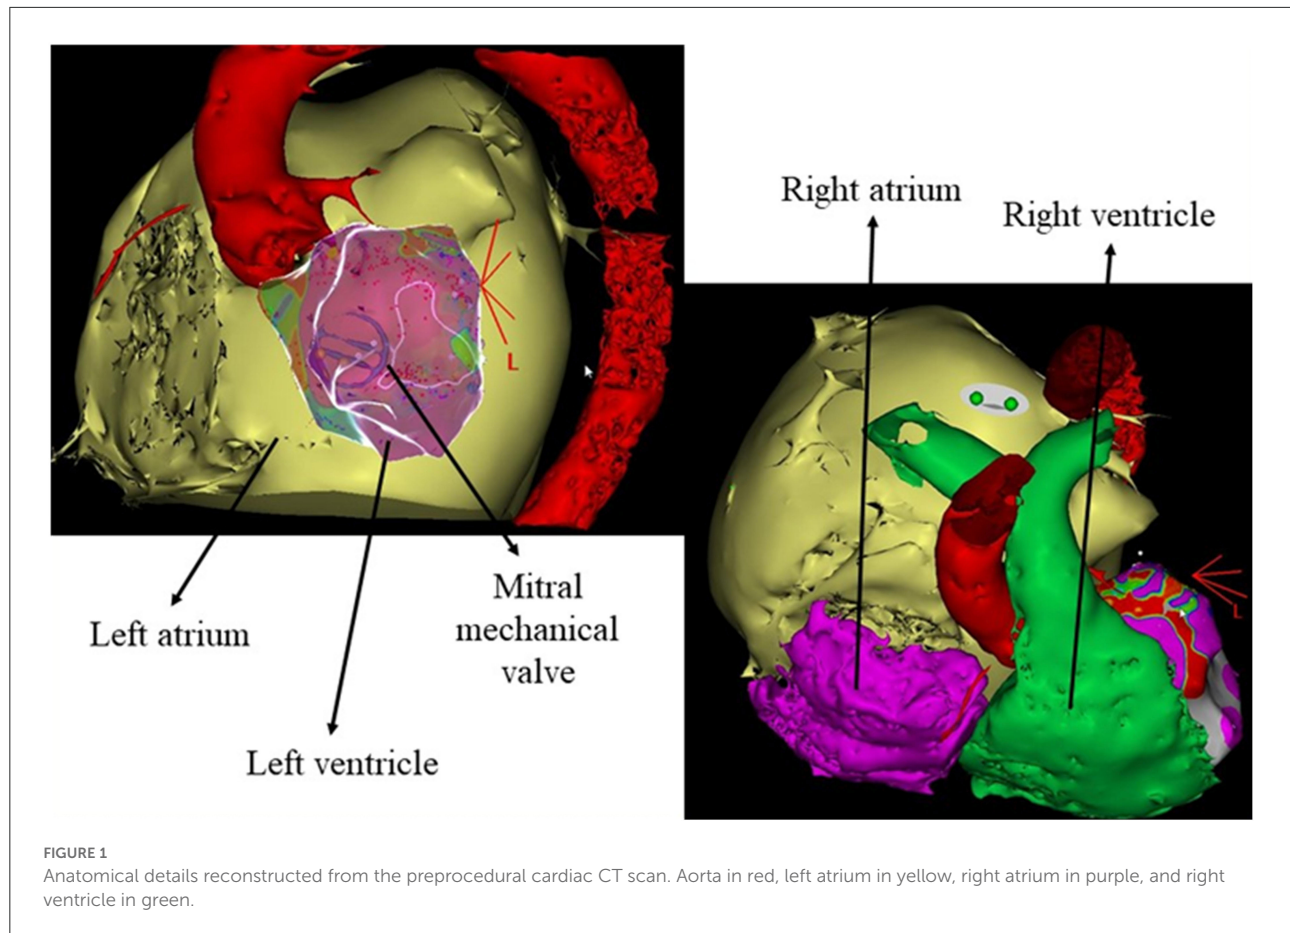 Right atrium
Right ventricle
L
L
Left atrium
Mitral
mechanical
valve
Left ventricle
FIGURE 1
Anatomical details reconstructed from the preprocedural cardiac CT scan. Aorta in red, left atrium in yellow, right atrium in purple, and right
ventricle in green.